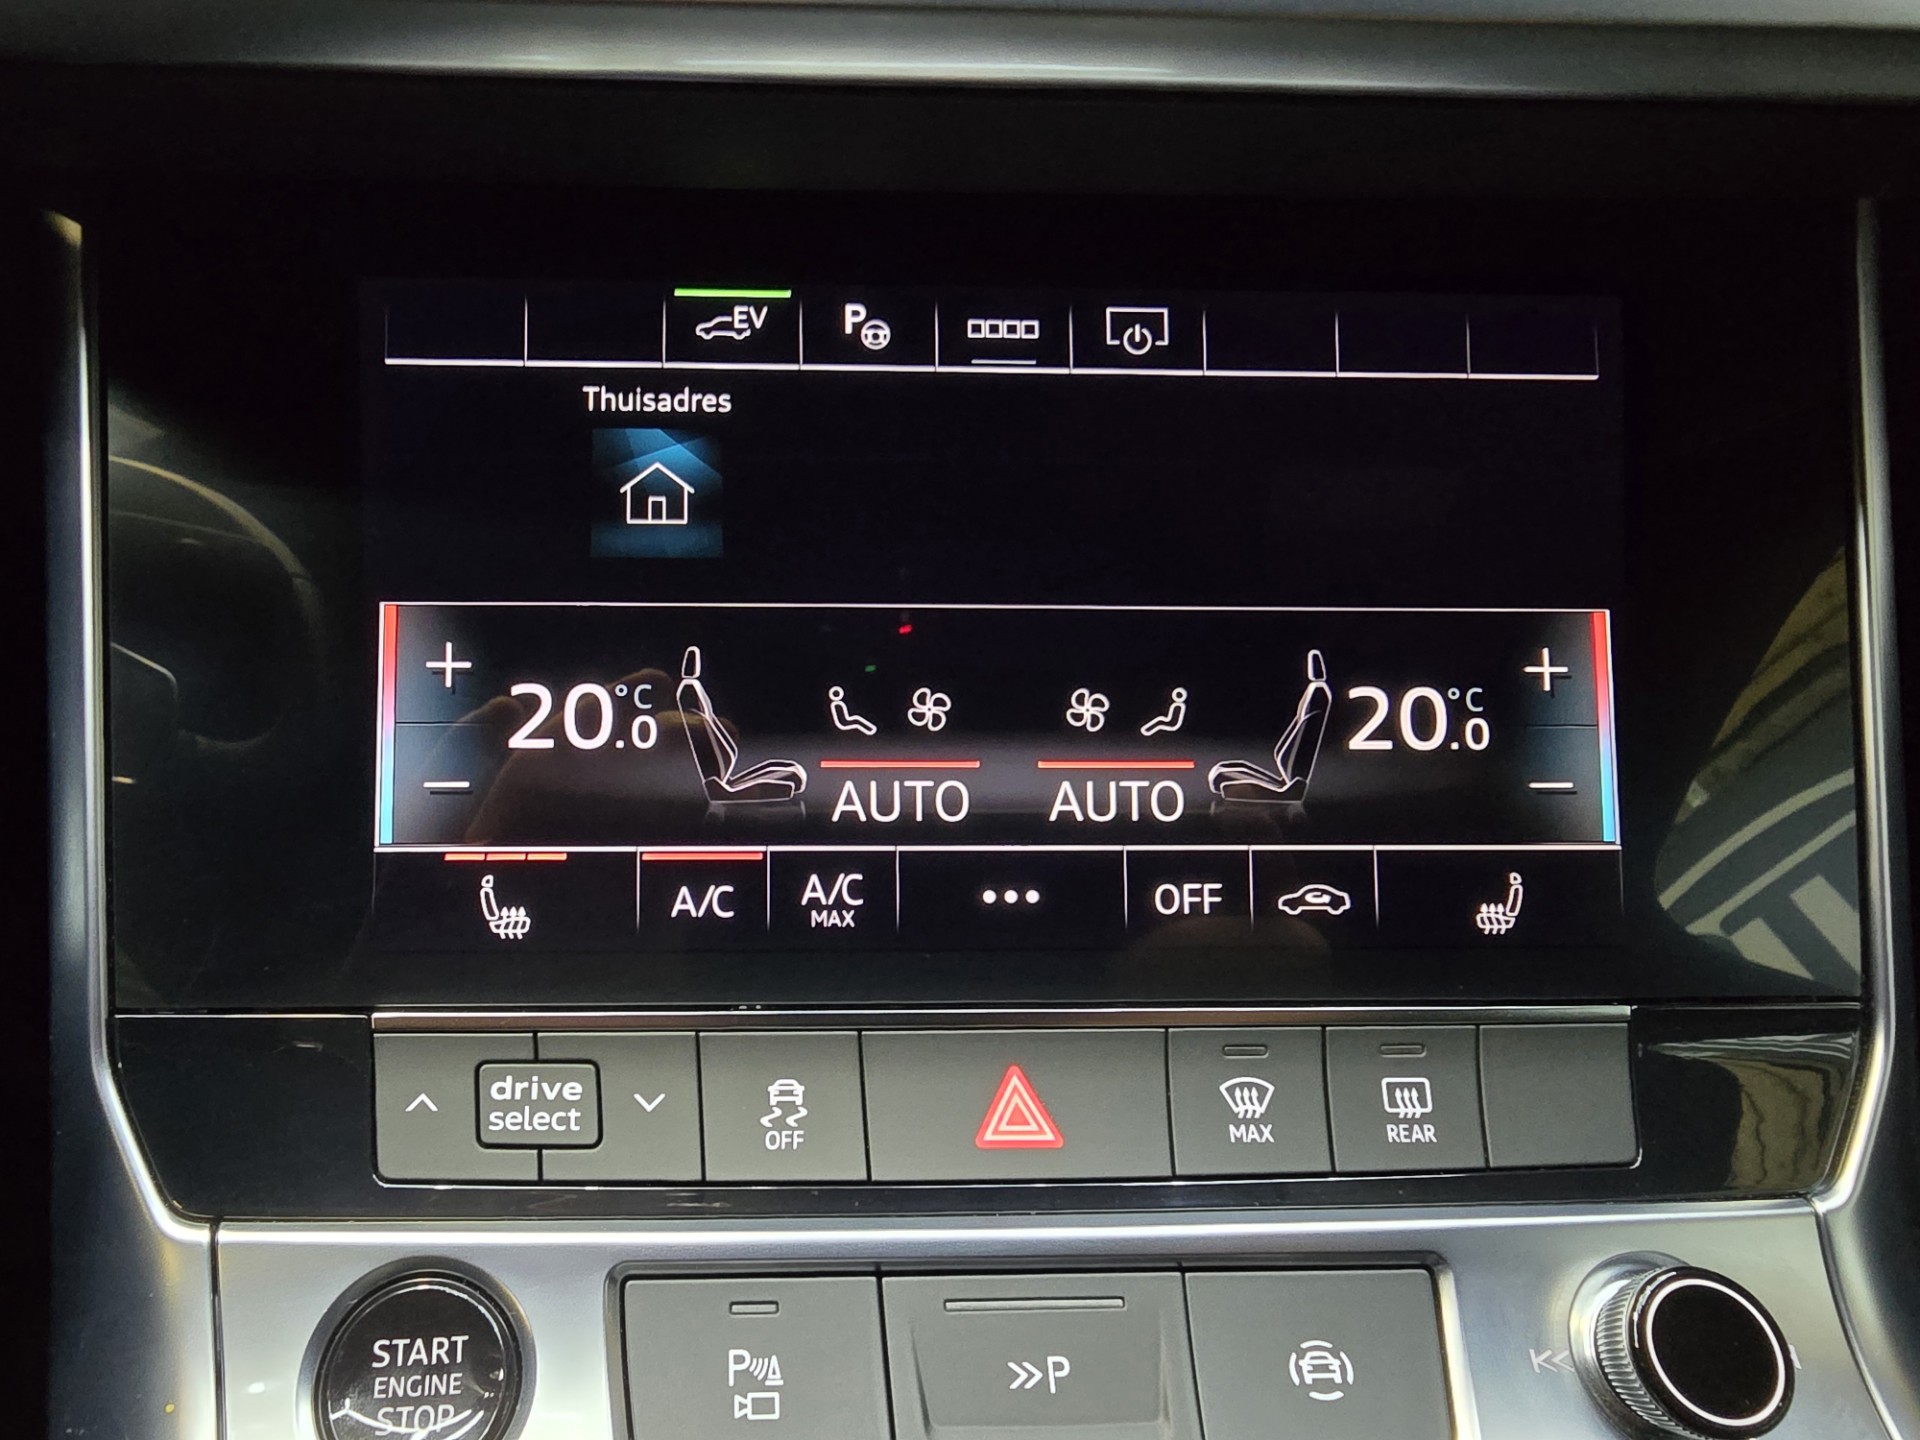 EV
P
Thuisadres
+ 20.0 °C
20.0 °C +
−
−
AUTO
AUTO
A/C
A/C
MAX
•••
OFF
drive
select
OFF
MAX
REAR
START
ENGINE
STOP
P
»P